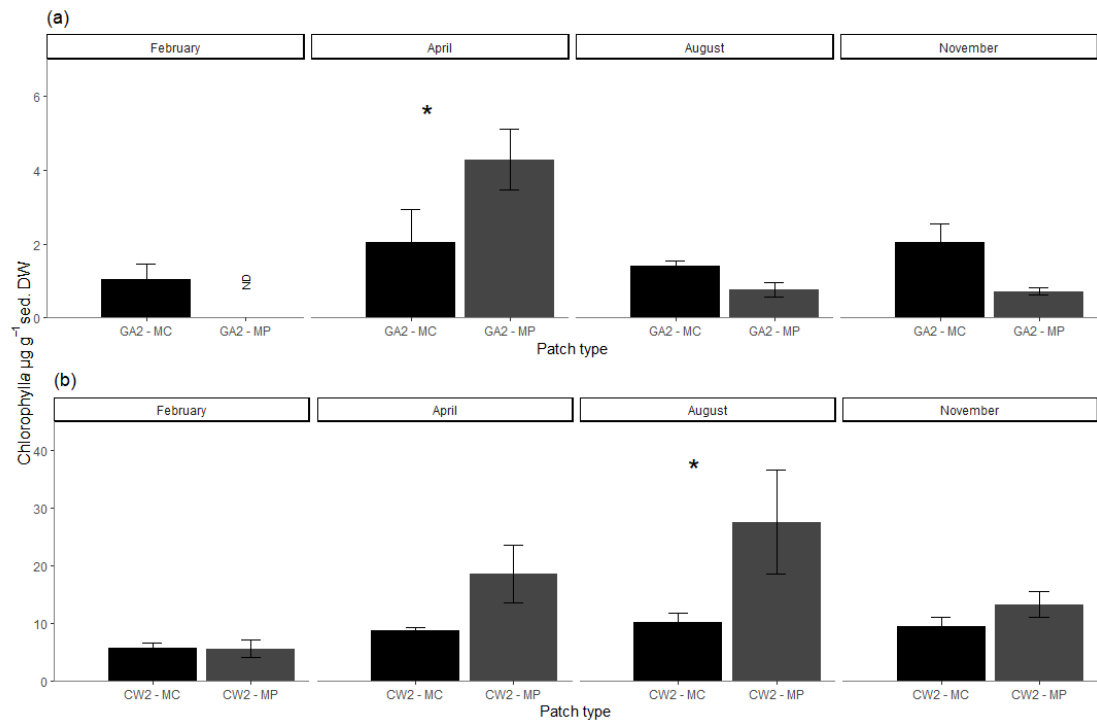 (a)
February April August November
6
4
2
0
*
ND
GA2 - MC GA2 - MP GA2 - MC GA2 - MP GA2 - MC GA2 - MP GA2 - MC GA2 - MP
Patch type
Chlorophylla µg g⁻¹ sed. DW
(b)
February April August November
40
30
20
10
0
*
CW2 - MC CW2 - MP CW2 - MC CW2 - MP CW2 - MC CW2 - MP CW2 - MC CW2 - MP
Patch type